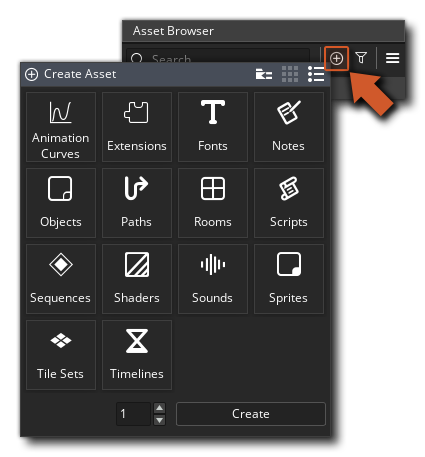 Asset Browser
Search
Create Asset
Animation
Curves
Extensions
Fonts
Notes
Objects
Paths
Rooms
Scripts
Sequences
Shaders
Sounds
Sprites
Tile Sets
Timelines
1
Create